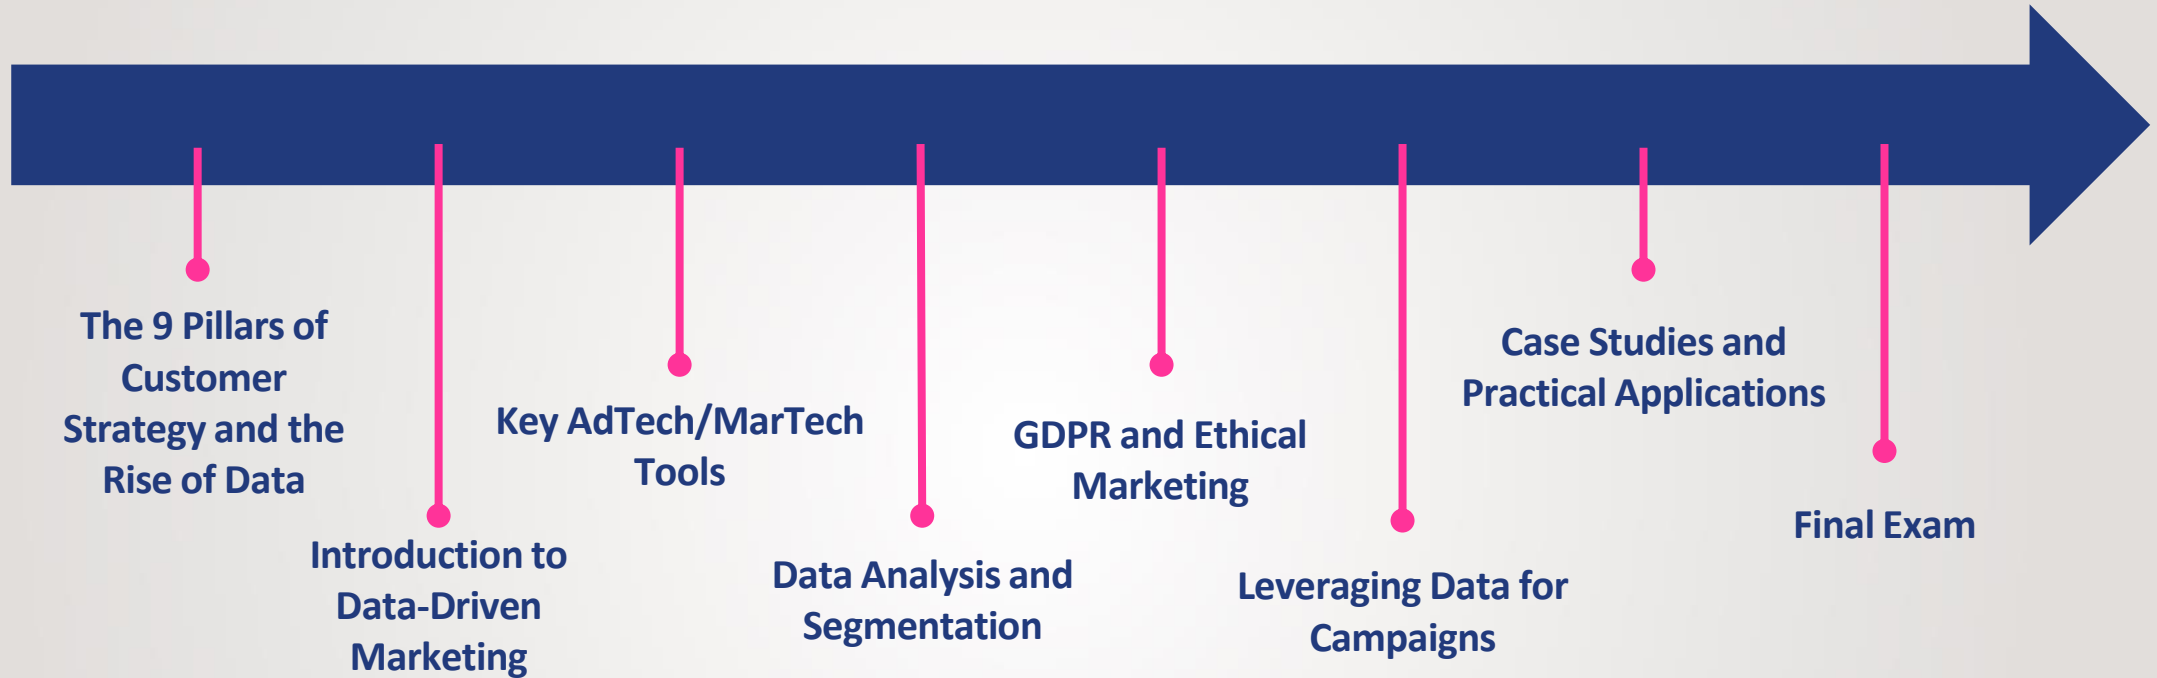 The 9 Pillars of
Customer
Strategy and the
Rise of Data
Introduction to
Data-Driven
Marketing
Key AdTech/MarTech
Tools
Data Analysis and
Segmentation
GDPR and Ethical
Marketing
Leveraging Data for
Campaigns
Case Studies and
Practical Applications
Final Exam